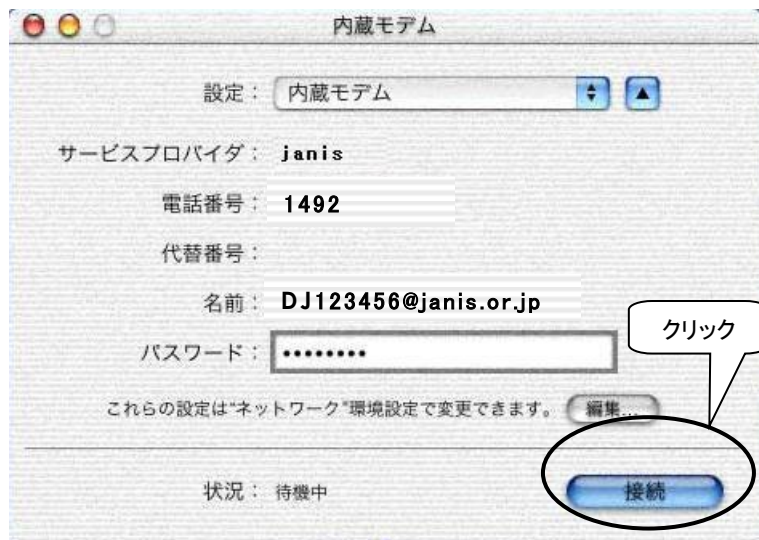 内蔵モデム
設定： 内蔵モデム
サービスプロバイダ： janis
電話番号： 1492
代替番号：
名前： DJ123456@janis.or.jp
クリック
パスワード： ••••••••
これらの設定は“ネットワーク”環境設定で変更できます。 編集...
状況： 待機中 接続